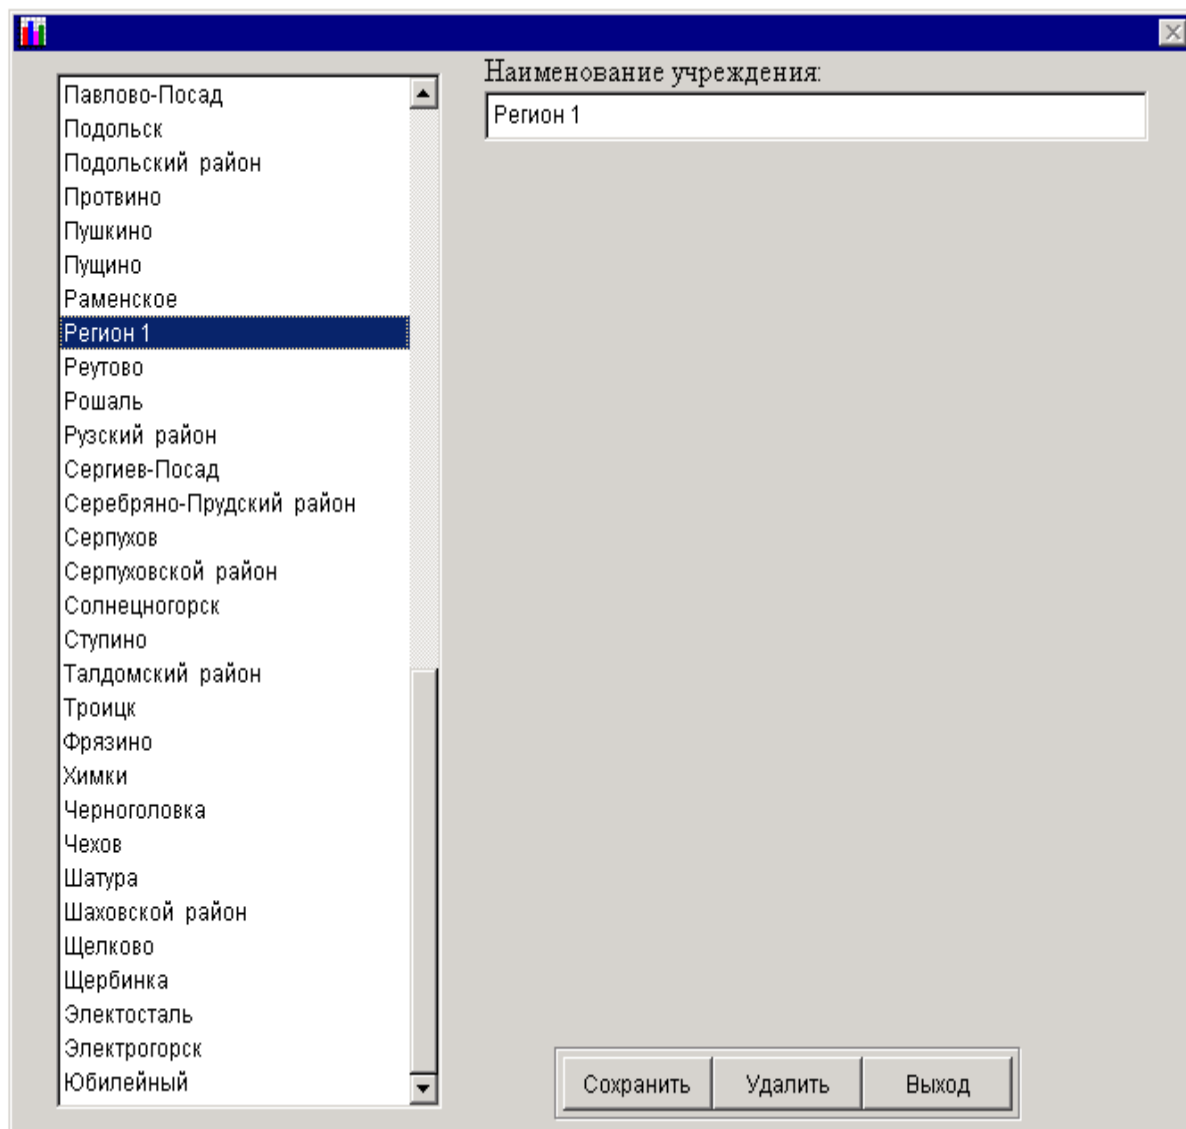 Наименование учреждения:
Регион 1
Павлово-Посад
Подольск
Подольский район
Протвино
Пушкино
Пущино
Раменское
Регион 1
Реутово
Рошаль
Рузский район
Сергиев-Посад
Серебряно-Прудский район
Серпухов
Серпуховской район
Солнецногорск
Ступино
Талдомский район
Троицк
Фрязино
Химки
Черноголовка
Чехов
Шатура
Шаховской район
Щелково
Щербинка
Электосталь
Электрогорск
Юбилейный
Сохранить Удалить Выход